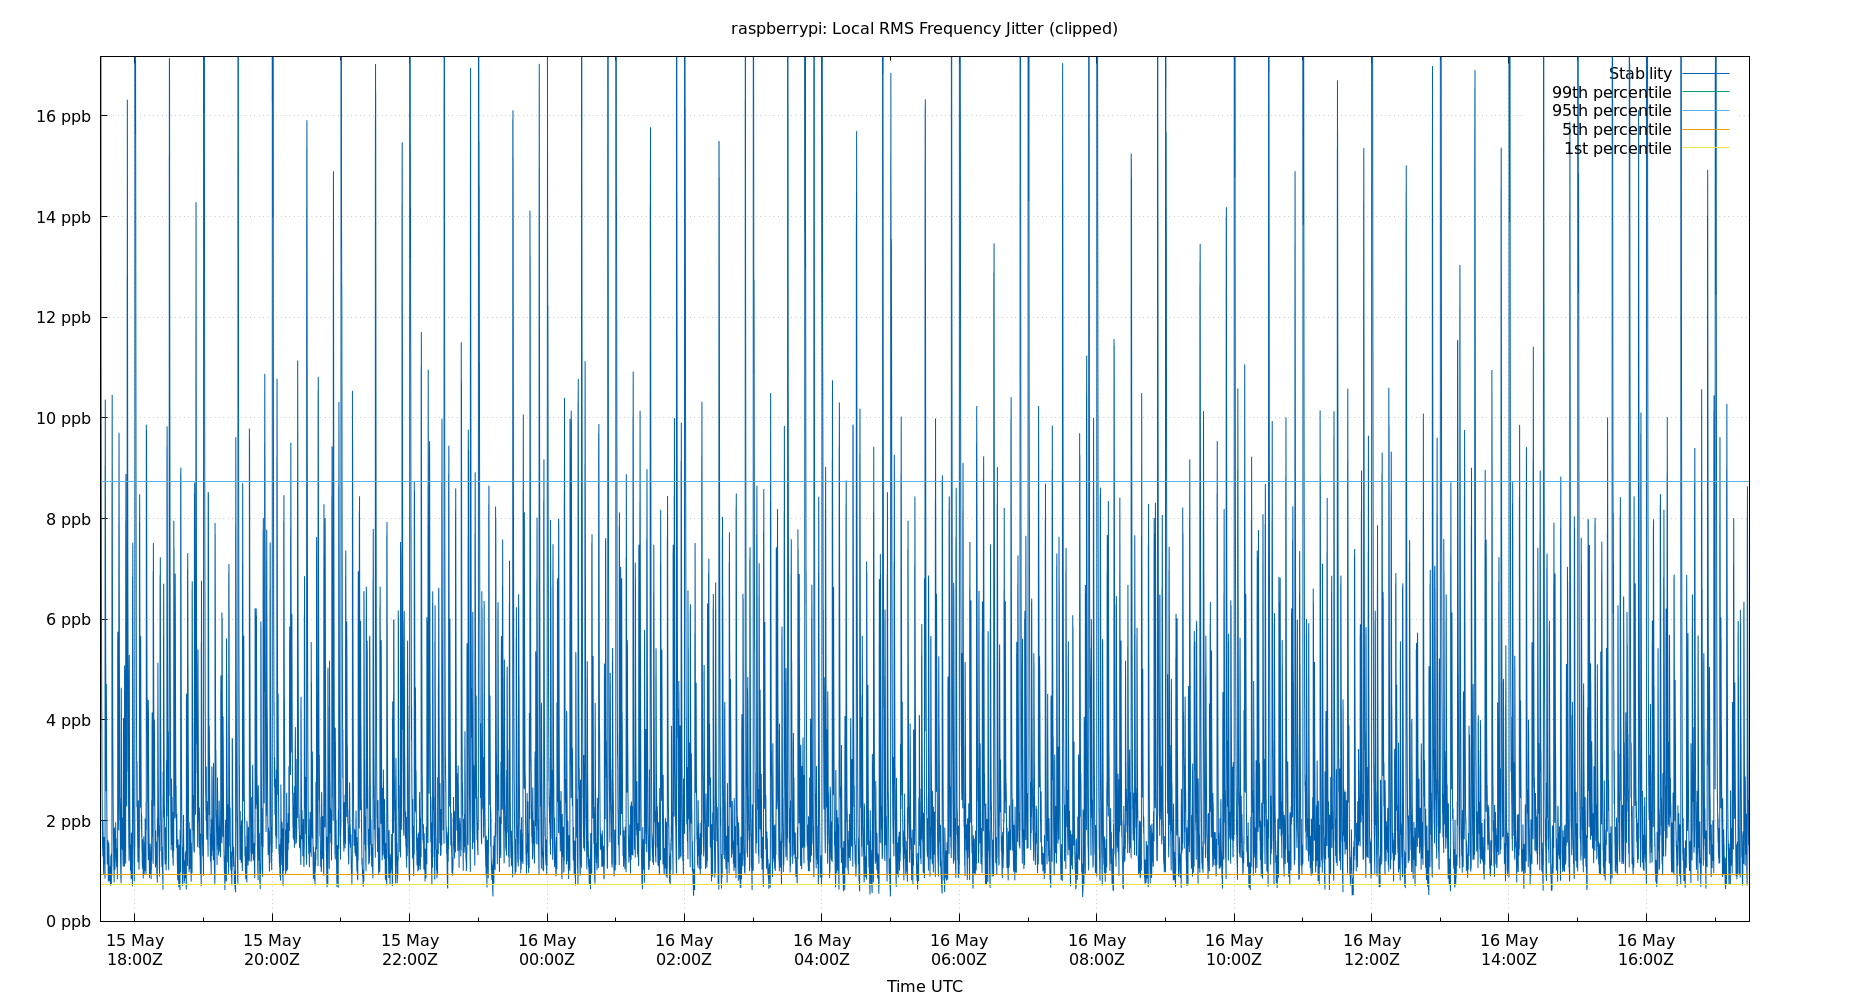 raspberrypi: Local RMS Frequency Jitter (clipped)
Stability
99th percentile
95th percentile
5th percentile
1st percentile
16 ppb
14 ppb
12 ppb
10 ppb
8 ppb
6 ppb
4 ppb
2 ppb
0 ppb
15 May 15 May 15 May 16 May 16 May 16 May 16 May 16 May 16 May 16 May 16 May 16 May
18:00Z 20:00Z 22:00Z 00:00Z 02:00Z 04:00Z 06:00Z 08:00Z 10:00Z 12:00Z 14:00Z 16:00Z
Time UTC